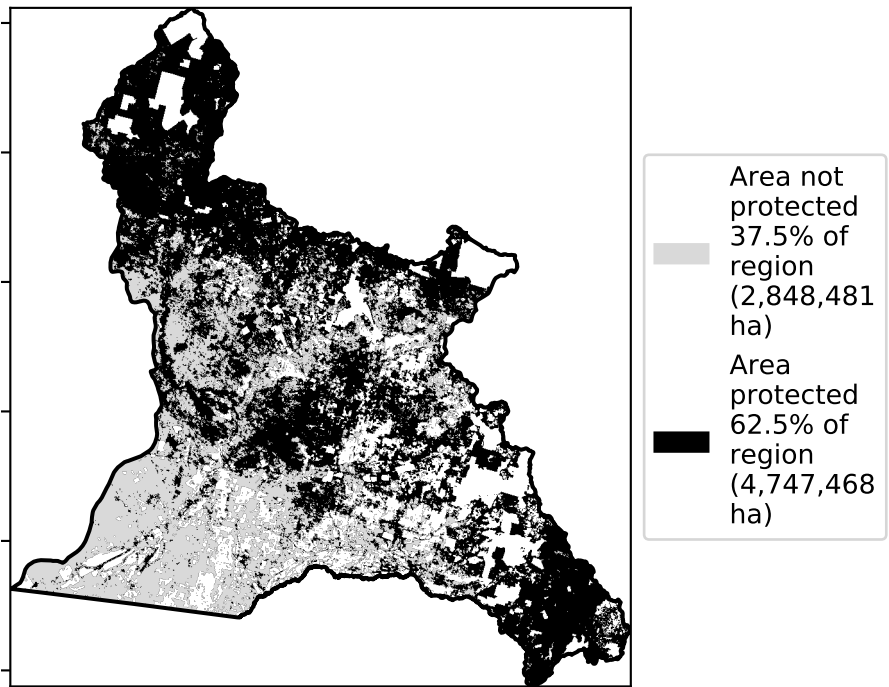 Area not
protected
37.5% of
region
(2,848,481
ha)
Area
protected
62.5% of
region
(4,747,468
ha)